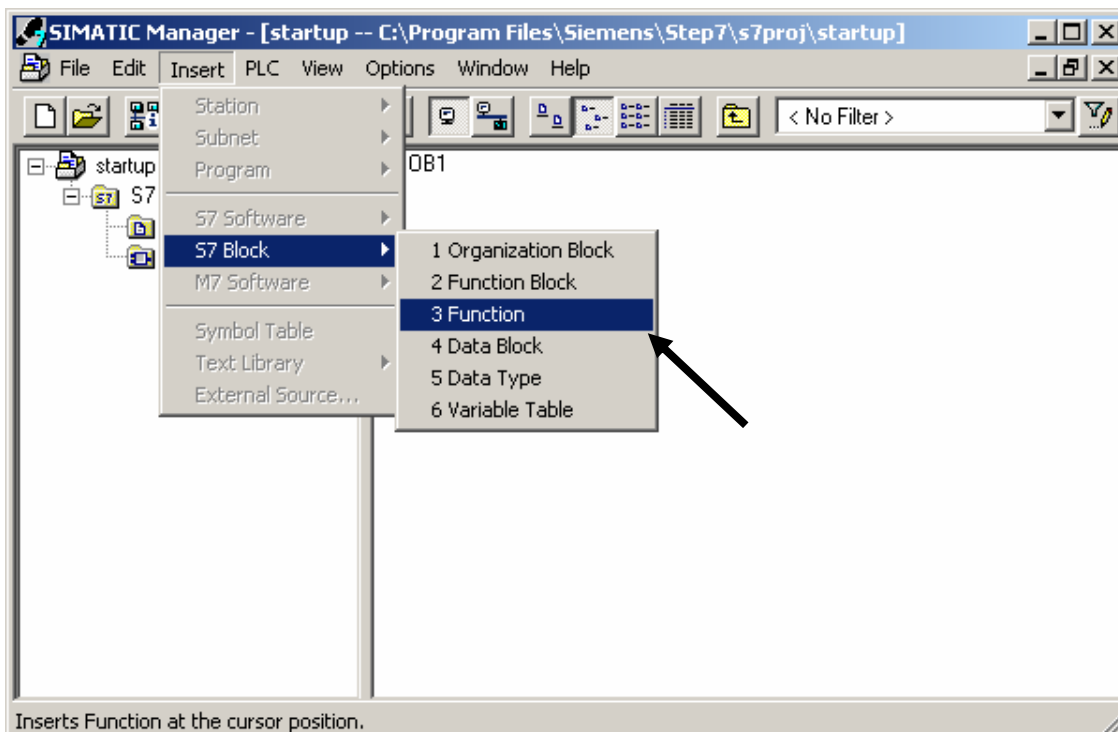 SIMATIC Manager - [startup -- C:\Program Files\Siemens\Step7\s7proj\startup]
File Edit Insert PLC View Options Window Help
< No Filter >
startup
S7
OB1
Station
Subnet
Program
S7 Software
S7 Block
M7 Software
Symbol Table
Text Library
External Source...
1 Organization Block
2 Function Block
3 Function
4 Data Block
5 Data Type
6 Variable Table
Inserts Function at the cursor position.